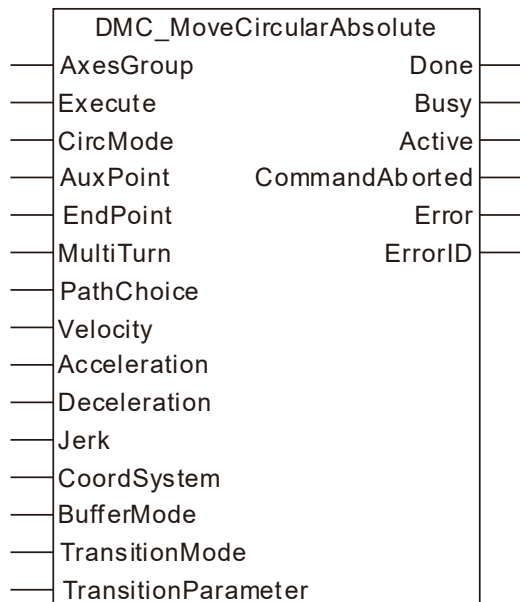 DMC_MoveCircularAbsolute
AxesGroup Done
Execute Busy
CircMode Active
AuxPoint CommandAborted
EndPoint Error
MultiTurn ErrorID
PathChoice
Velocity
Acceleration
Deceleration
Jerk
CoordSystem
BufferMode
TransitionMode
TransitionParameter